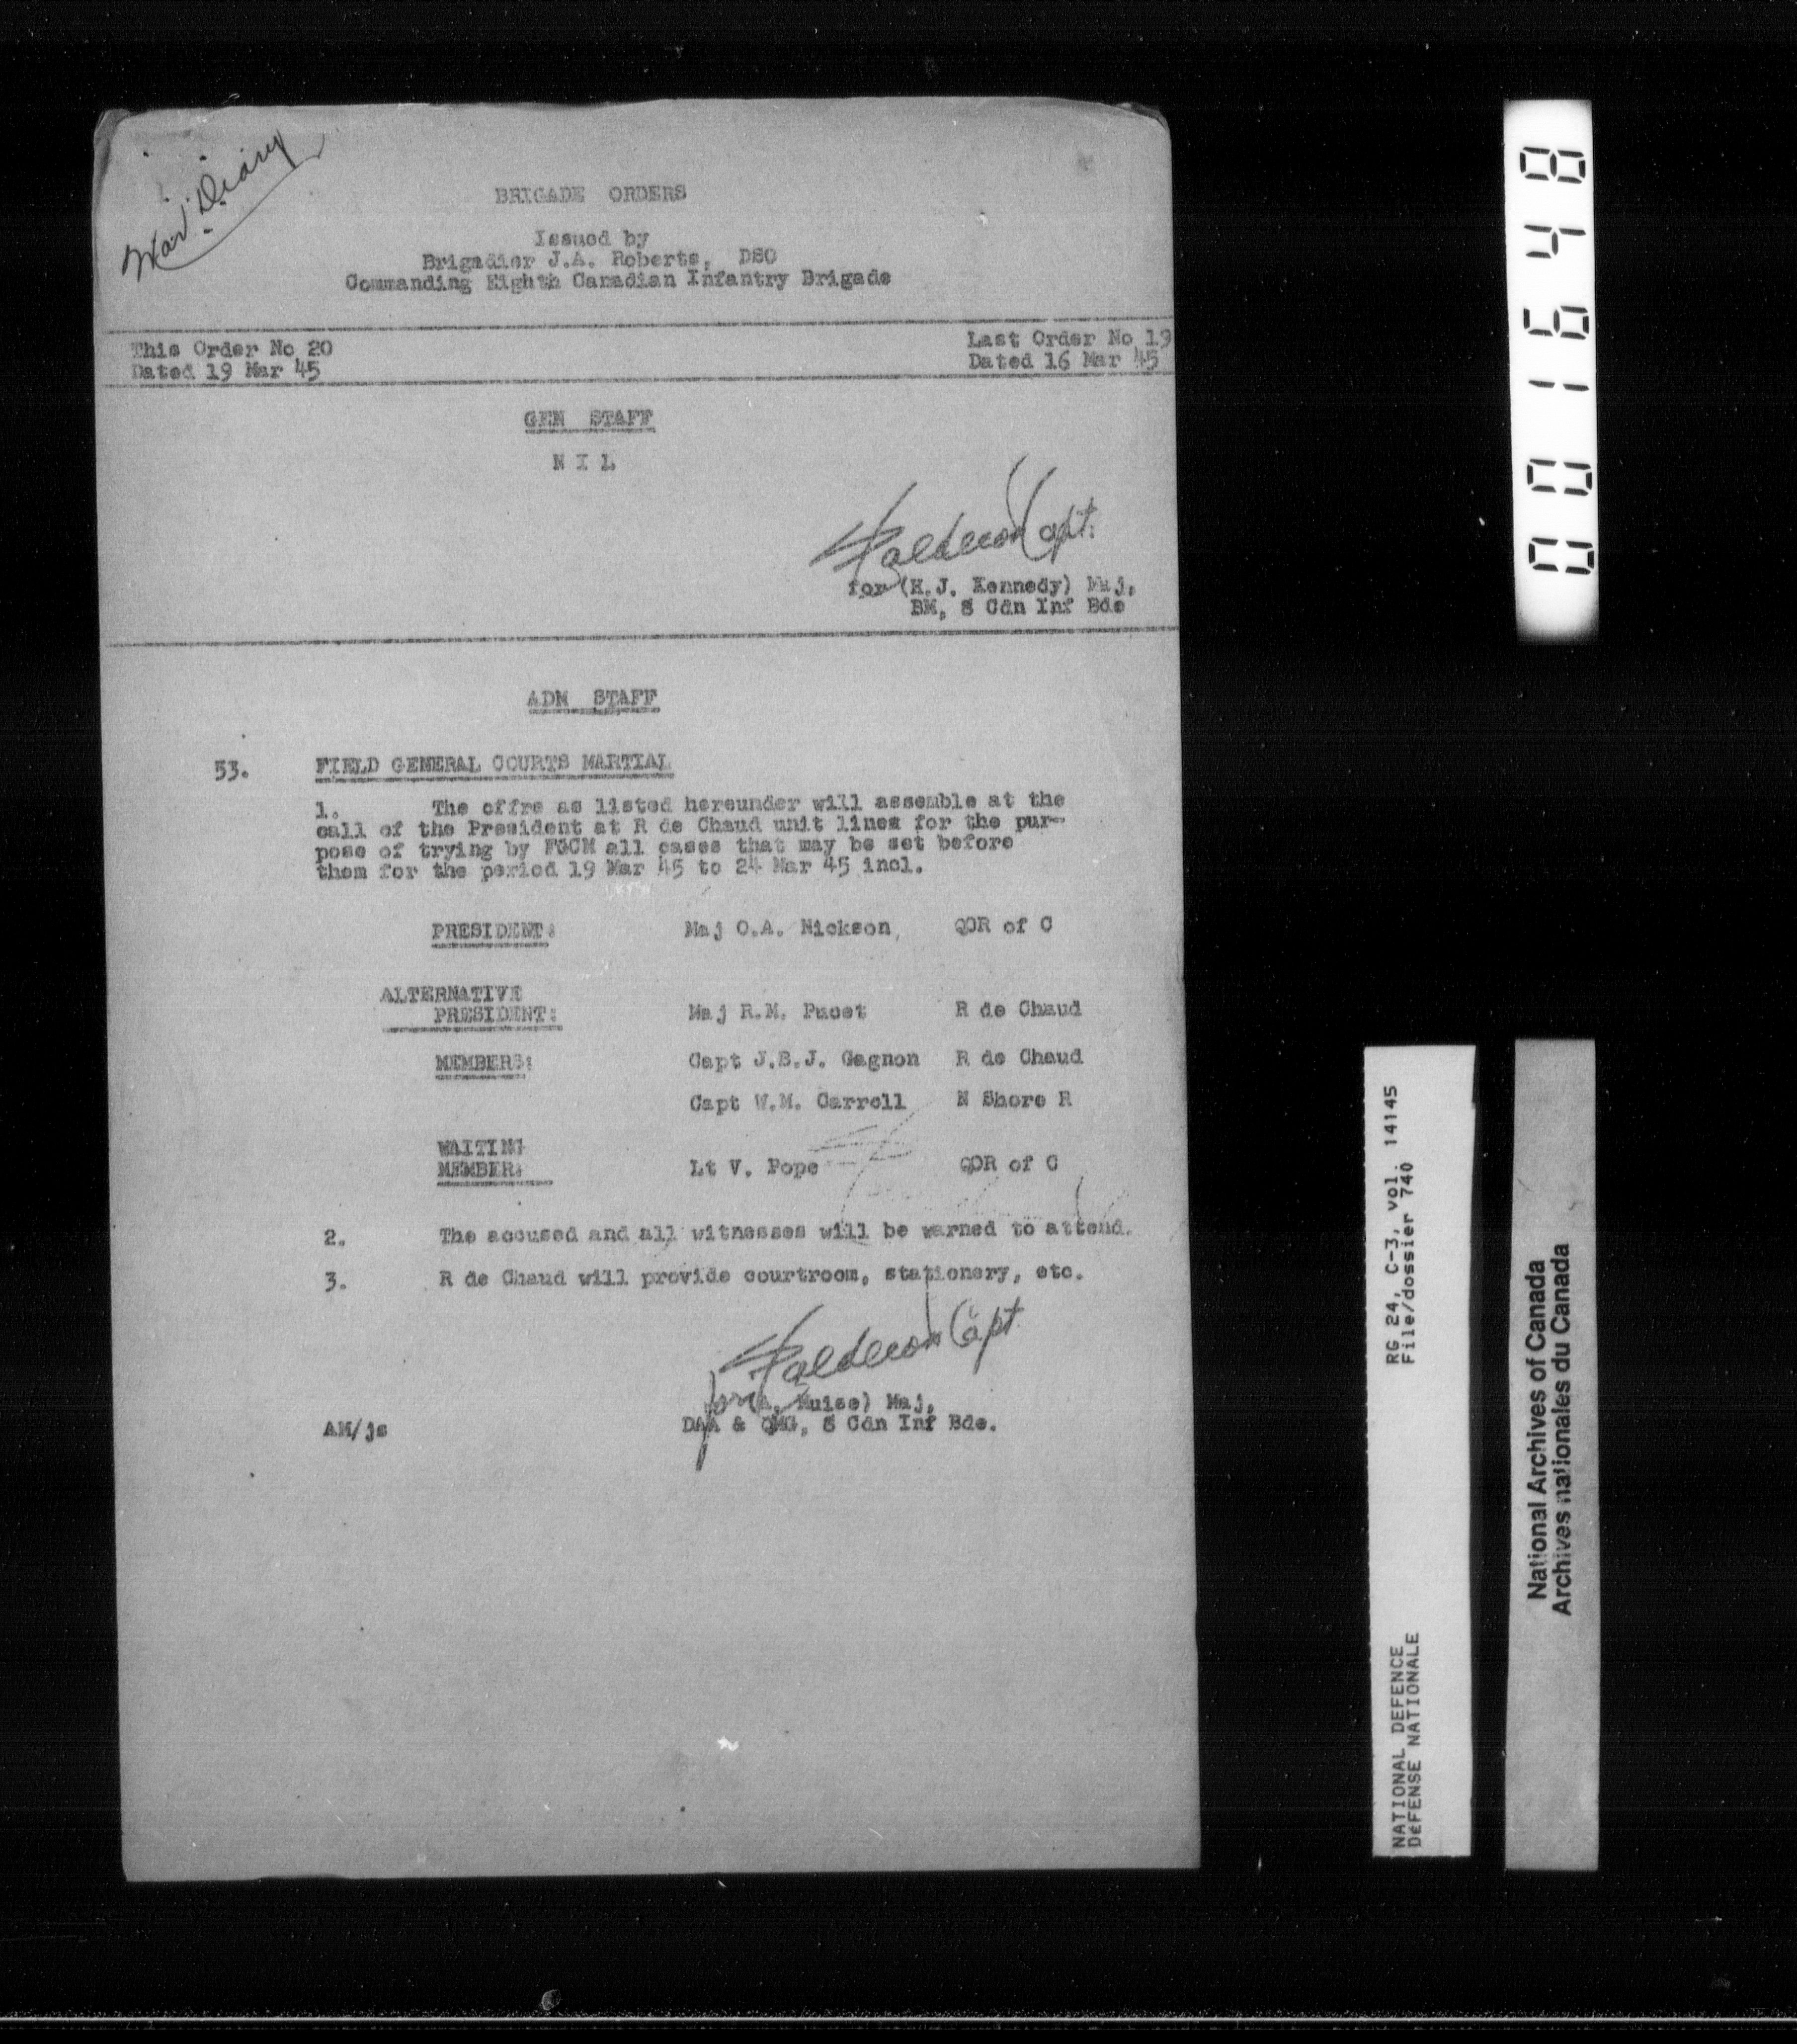 War Diary
BRIGADE ORDERS
Issued by
Brigadier J.A. Roberts, DSO
Commanding Eighth Canadian Infantry Brigade
This Order No 20
Dated 19 Mar 45
Last Order No 19
Dated 16 Mar 45
GEN STAFF
N I L
Capt.
for (H.J. Kennedy) Maj,
BM, 8 Cdn Inf Bde
ADM STAFF
53. FIELD GENERAL COURTS MARTIAL
1. The offrs as listed hereunder will assemble at the
call of the President at R de Chaud unit lines for the pur-
pose of trying by FGCM all cases that may be set before
them for the period 19 Mar 45 to 24 Mar 45 incl.
PRESIDENT: Maj O.A. Nickson, QOR of C
ALTERNATIVE
PRESIDENT: Maj R.M. Pucet R de Chaud
MEMBERS: Capt J.B.J. Gagnon R de Chaud
Capt W.M. Carroll N Shore R
WAITING
MEMBER: Lt V. Pope QOR of C
2. The accused and all witnesses will be warned to attend.
3. R de Chaud will provide courtroom, stationery, etc.
Capt
for (A. Muise) Maj,
DAA & QMG, 8 Cdn Inf Bde.
AM/js
001648
RG 24, C-3, vol. 14145
File/dossier 740
NATIONAL DEFENCE
DéFENSE NATIONALE
National Archives of Canada
Archives nationales du Canada